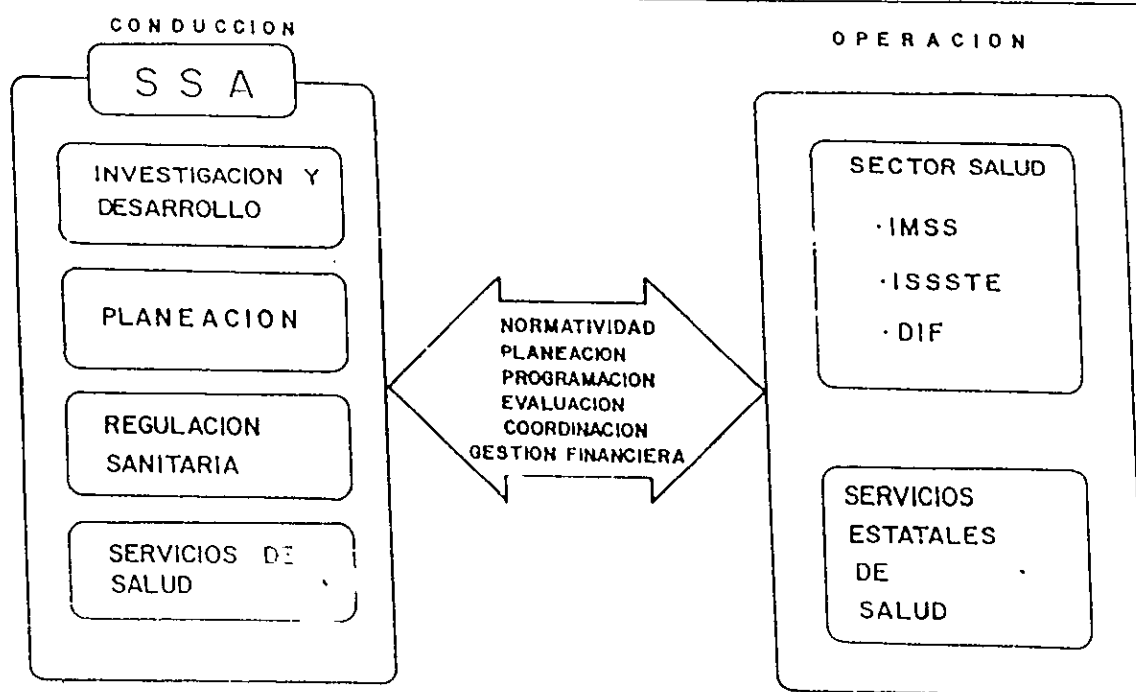 CONDUCCION
SSA
INVESTIGACION Y
DESARROLLO
PLANEACION
REGULACION
SANITARIA
SERVICIOS DE
SALUD
NORMATIVIDAD
PLANEACION
PROGRAMACION
EVALUACION
COORDINACION
GESTION FINANCIERA
OPERACION
SECTOR SALUD
·IMSS
·ISSSTE
·DIF
SERVICIOS
ESTATALES
DE
SALUD